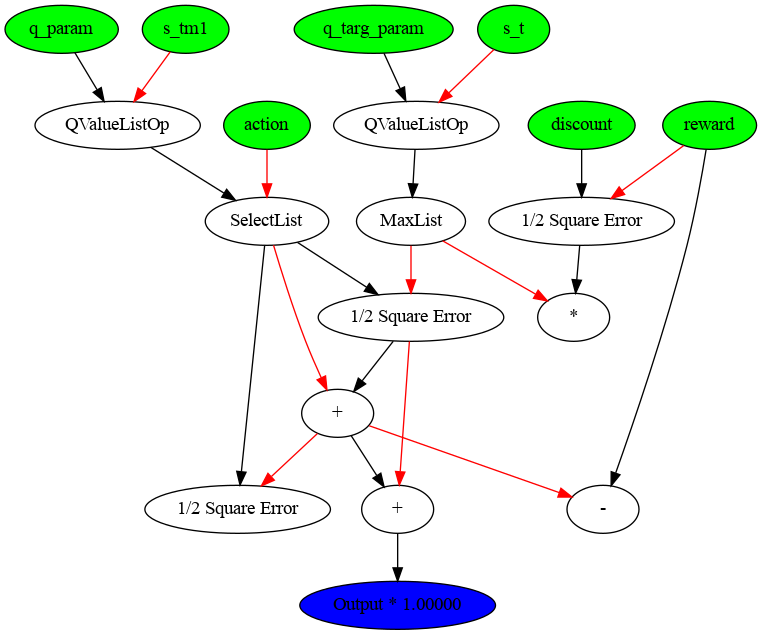 q_param
s_tm1
q_targ_param
s_t
QValueListOp
action
QValueListOp
discount
reward
SelectList
MaxList
1/2 Square Error
1/2 Square Error
*
+
1/2 Square Error
+
-
Output * 1.00000